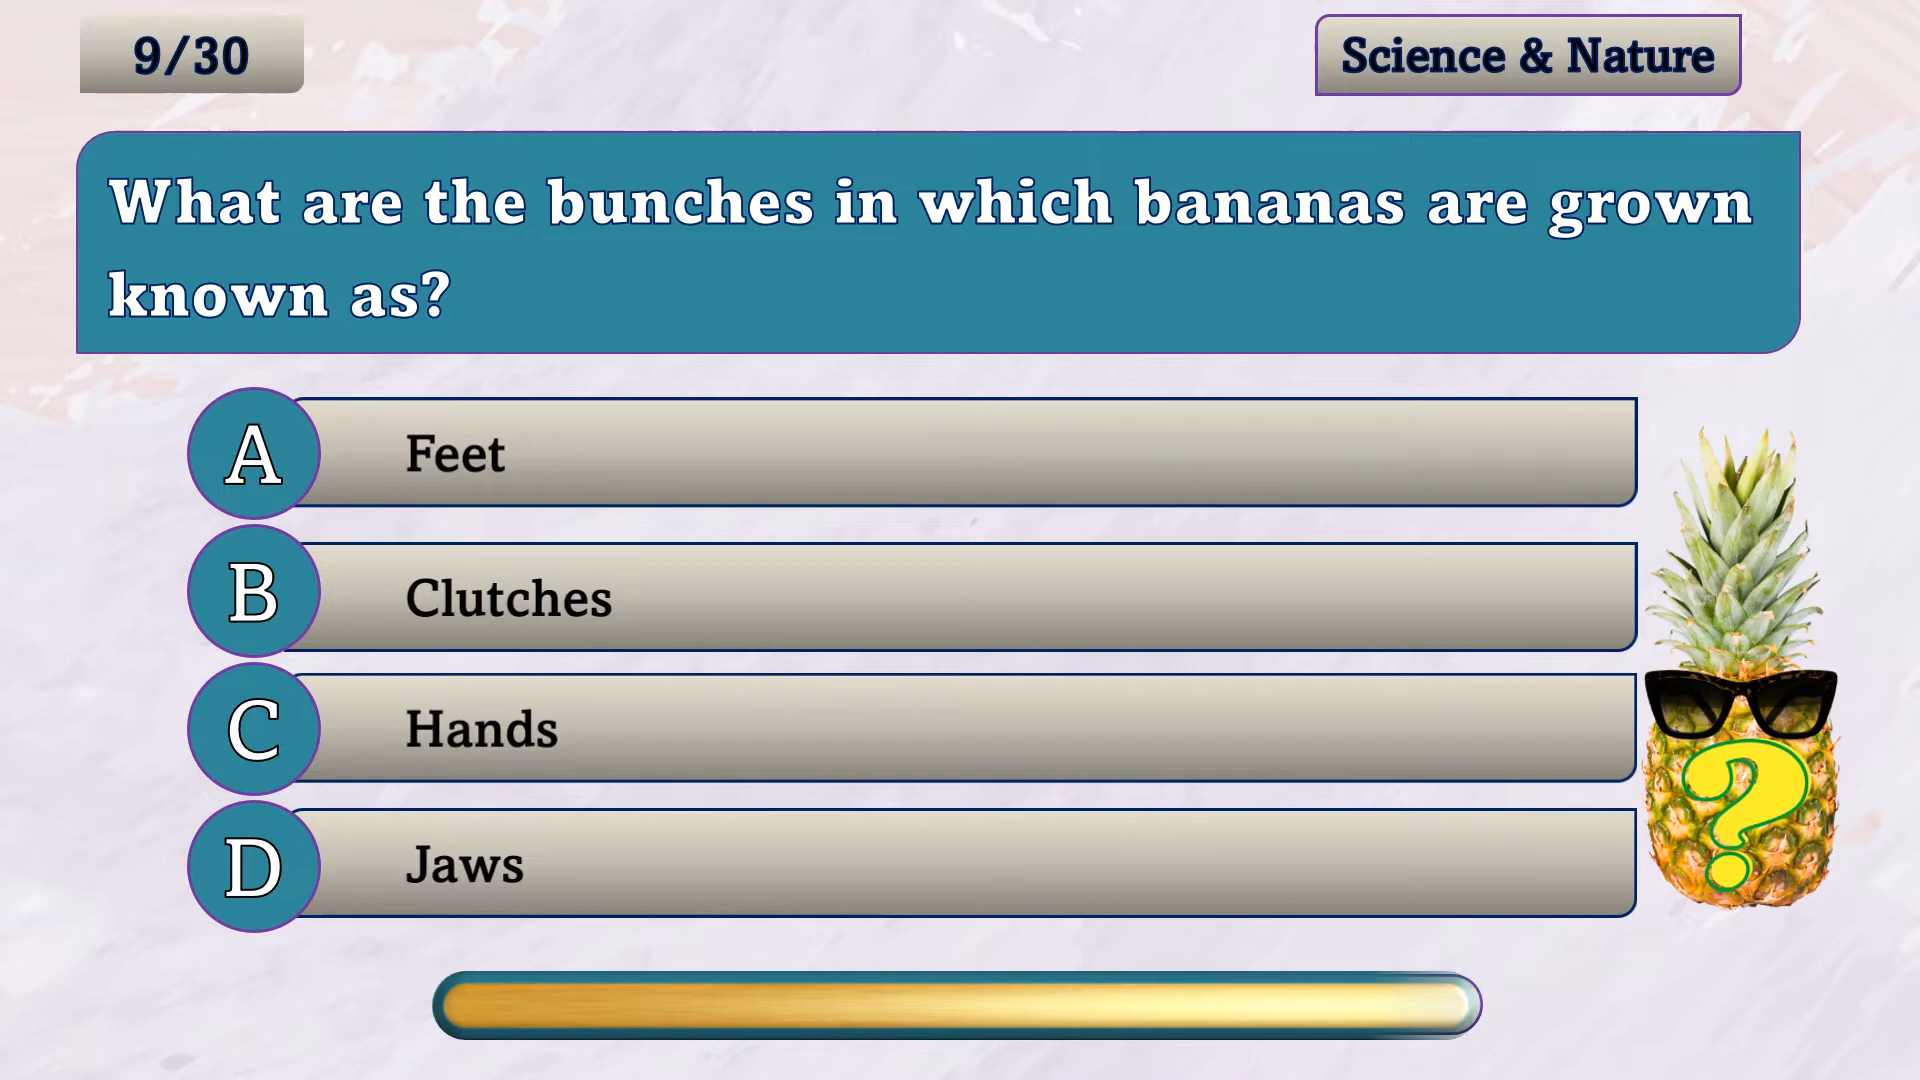 9/30
Science & Nature
What are the bunches in which bananas are grown
known as?
A
Feet
B
Clutches
C
Hands
D
Jaws
?